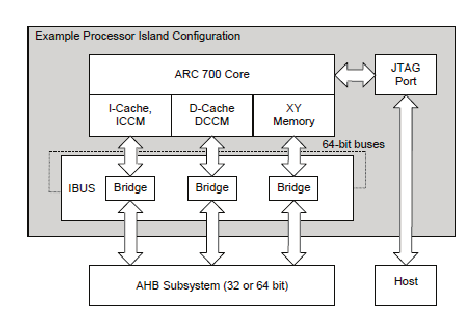 Example Processor Island Configuration
ARC 700 Core
JTAG
Port
I-Cache,
ICCM
D-Cache
DCCM
XY
Memory
64-bit buses
IBUS
Bridge
Bridge
Bridge
AHB Subsystem (32 or 64 bit)
Host